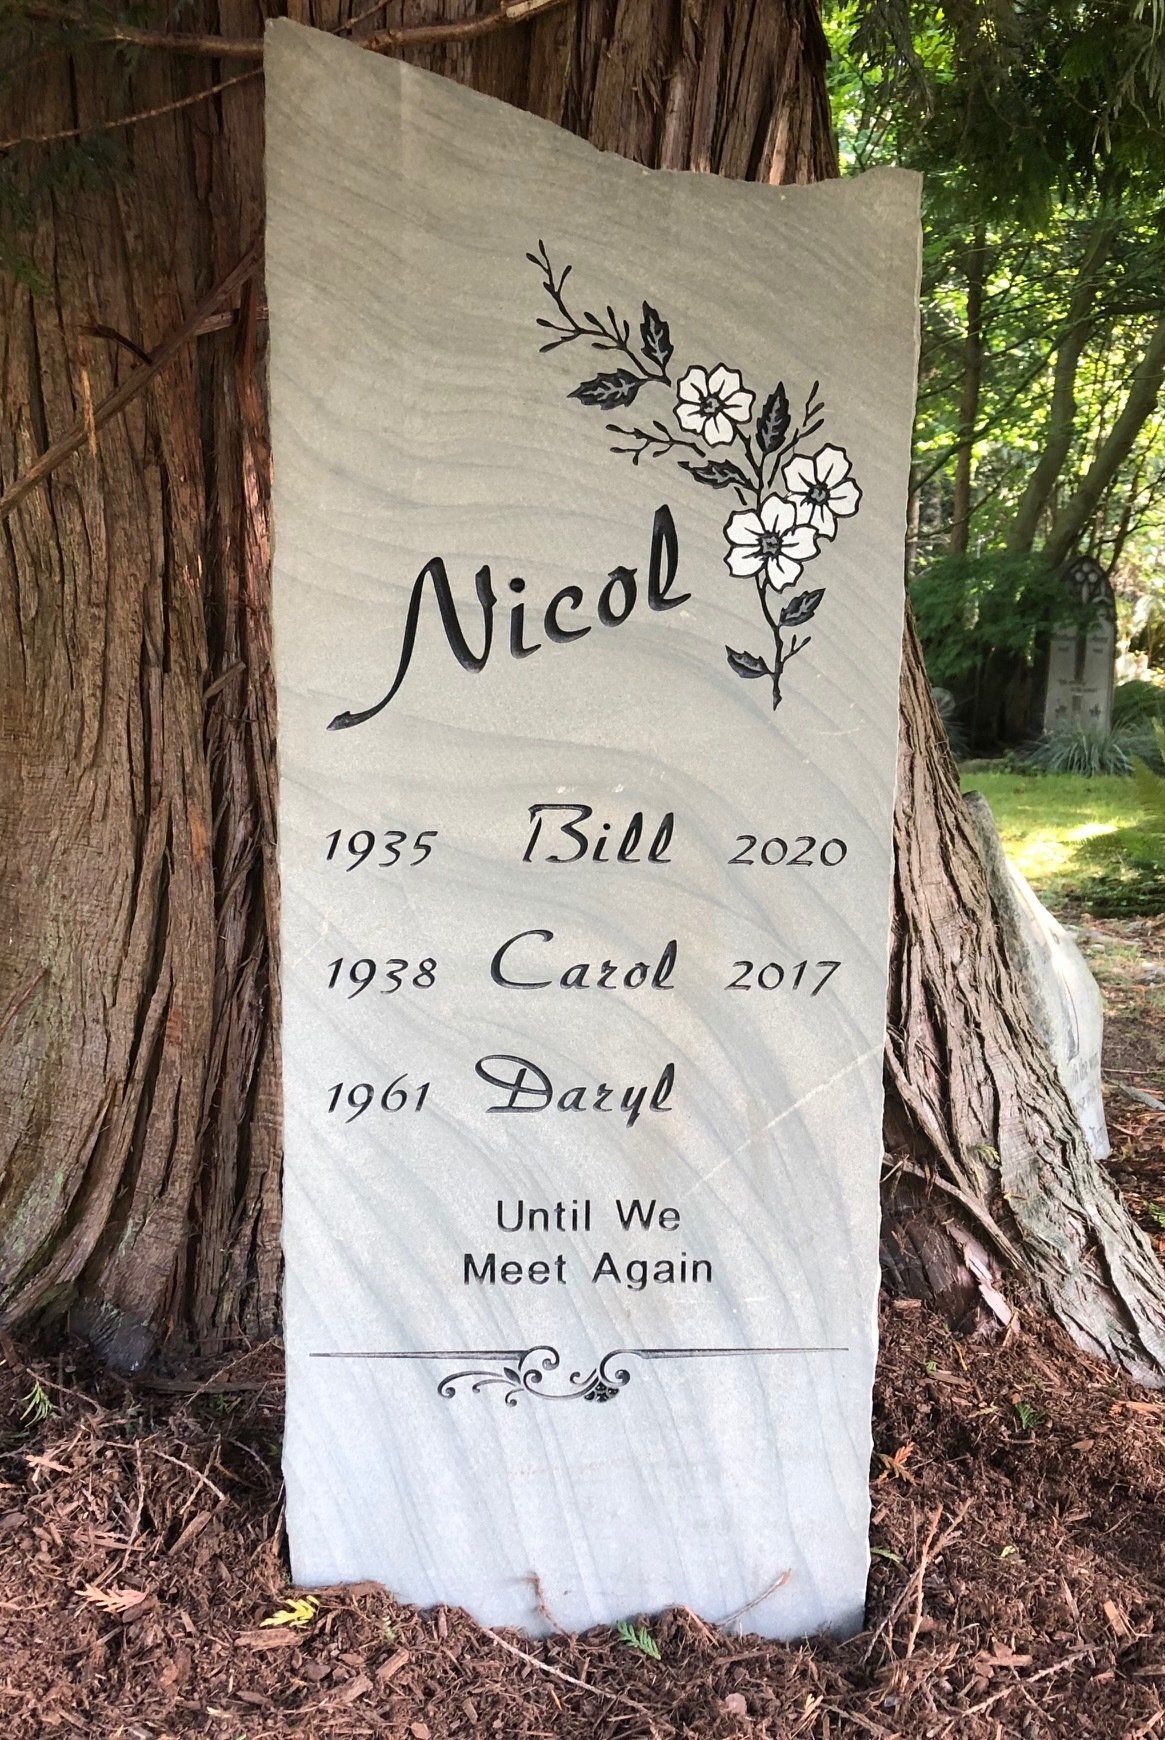 Nicol
1935 Bill 2020
1938 Carol 2017
1961 Daryl
Until We
Meet Again